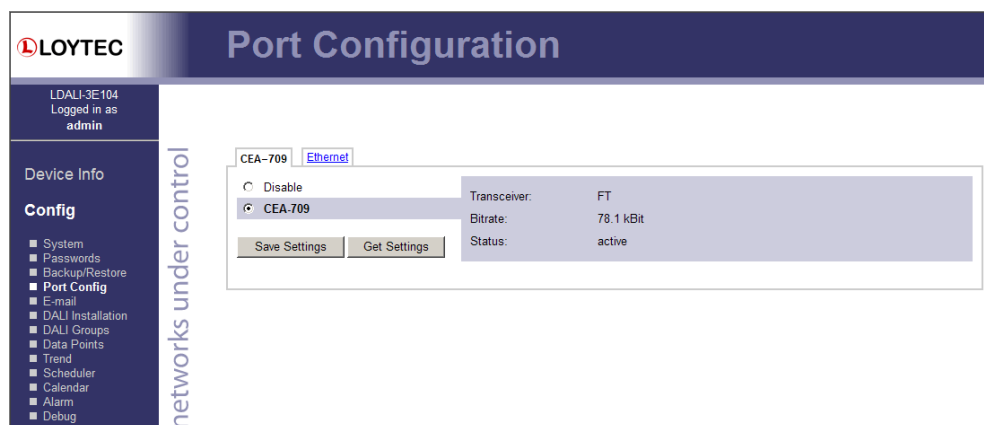 LOYTEC
Port Configuration
LDALI-3E104
Logged in as
admin
Device Info
Config
System
Passwords
Backup/Restore
Port Config
E-mail
DALI Installation
DALI Groups
Data Points
Trend
Scheduler
Calendar
Alarm
Debug
networks under control
CEA–709 Ethernet
Disable
CEA-709
Save Settings Get Settings
Transceiver: FT
Bitrate: 78.1 kBit
Status: active